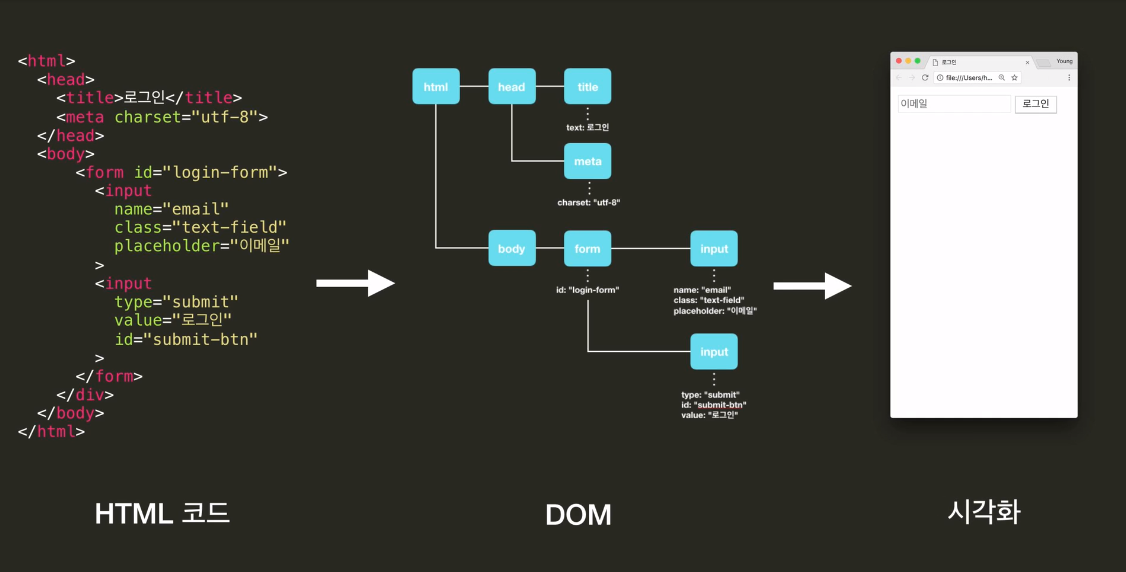 <html>
<head>
<title>로그인</title>
<meta charset="utf-8">
</head>
<body>
<form id="login-form">
<input
name="email"
class="text-field"
placeholder="이메일"
>
<input
type="submit"
value="로그인"
id="submit-btn"
>
</form>
</div>
</body>
</html>
HTML 코드
html
head
title
text: 로그인
meta
charset: "utf-8"
body
form
input
id: "login-form"
name: "email"
class: "text-field"
placeholder: "이메일"
input
type: "submit"
id: "submit-btn"
value: "로그인"
DOM
로그인
Young
file:///Users/h...
이메일
로그인
시각화